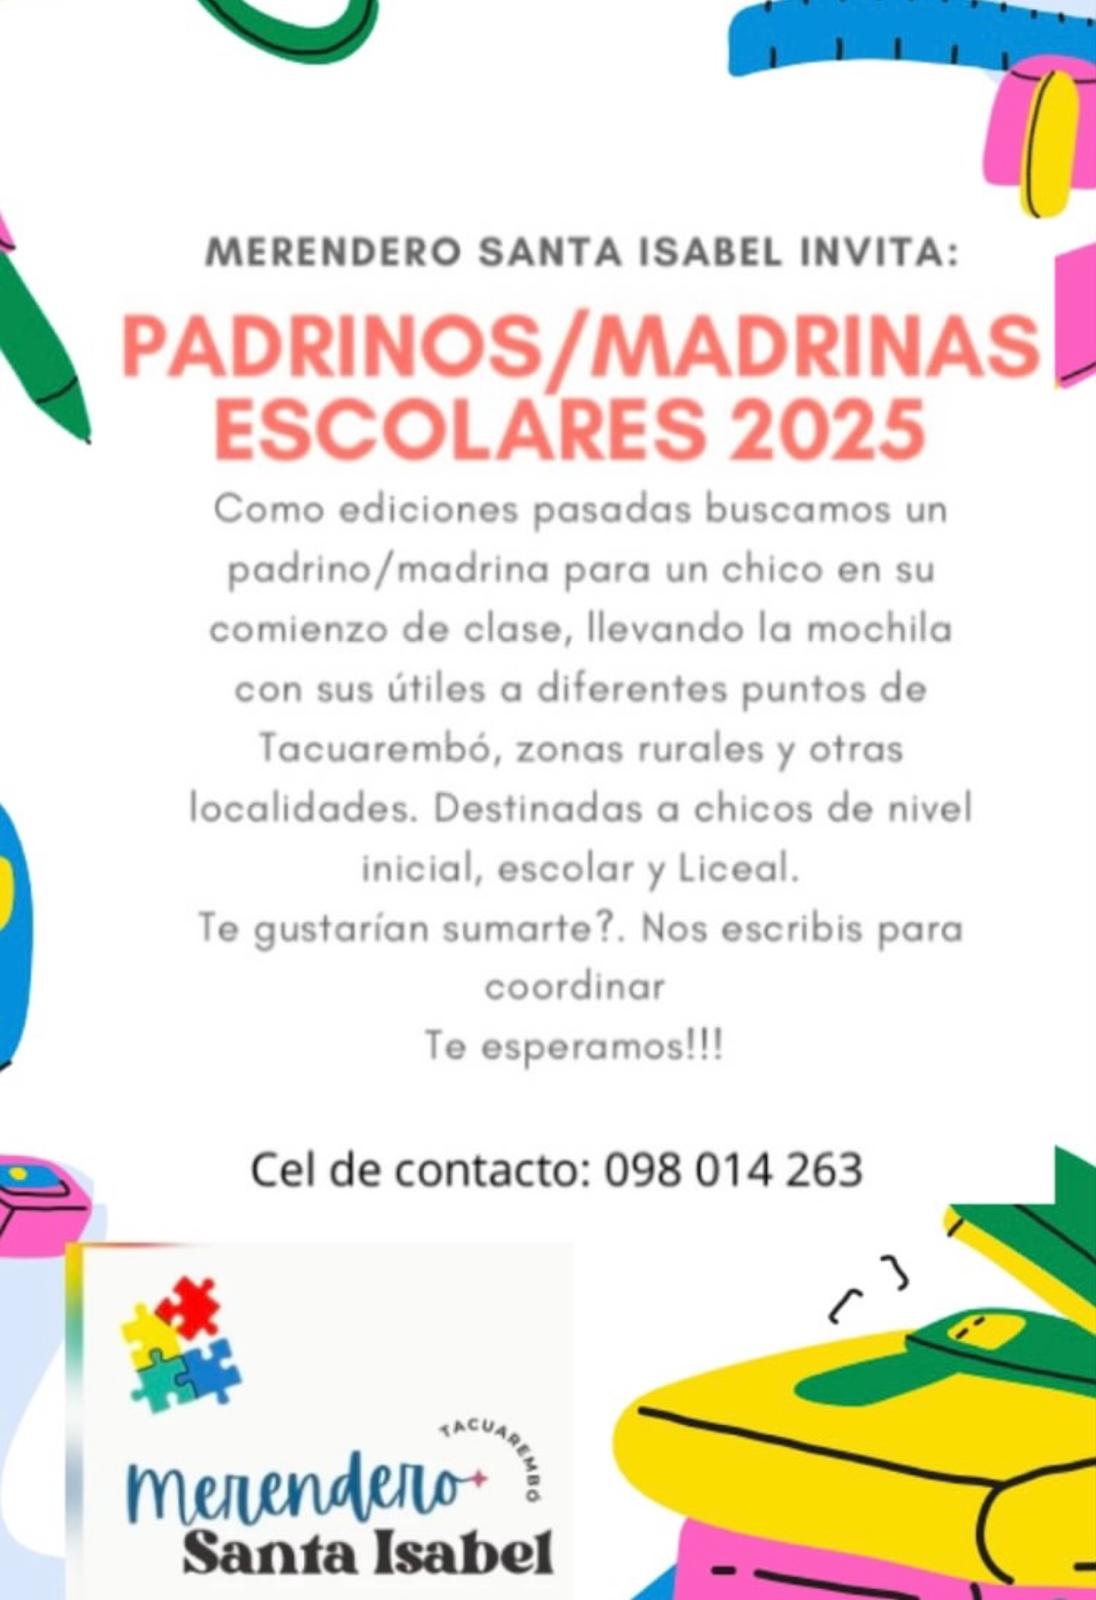 MERENDERO SANTA ISABEL INVITA:
PADRINOS/MADRINAS
ESCOLARES 2025
Como ediciones pasadas buscamos un
padrino/madrina para un chico en su
comienzo de clase, llevando la mochila
con sus útiles a diferentes puntos de
Tacuarembó, zonas rurales y otras
localidades. Destinadas a chicos de nivel
inicial, escolar y Liceal.
Te gustarían sumarte?. Nos escribis para
coordinar
Te esperamos!!!
Cel de contacto: 098 014 263
TACUAREMBÓ
Merendero
Santa Isabel